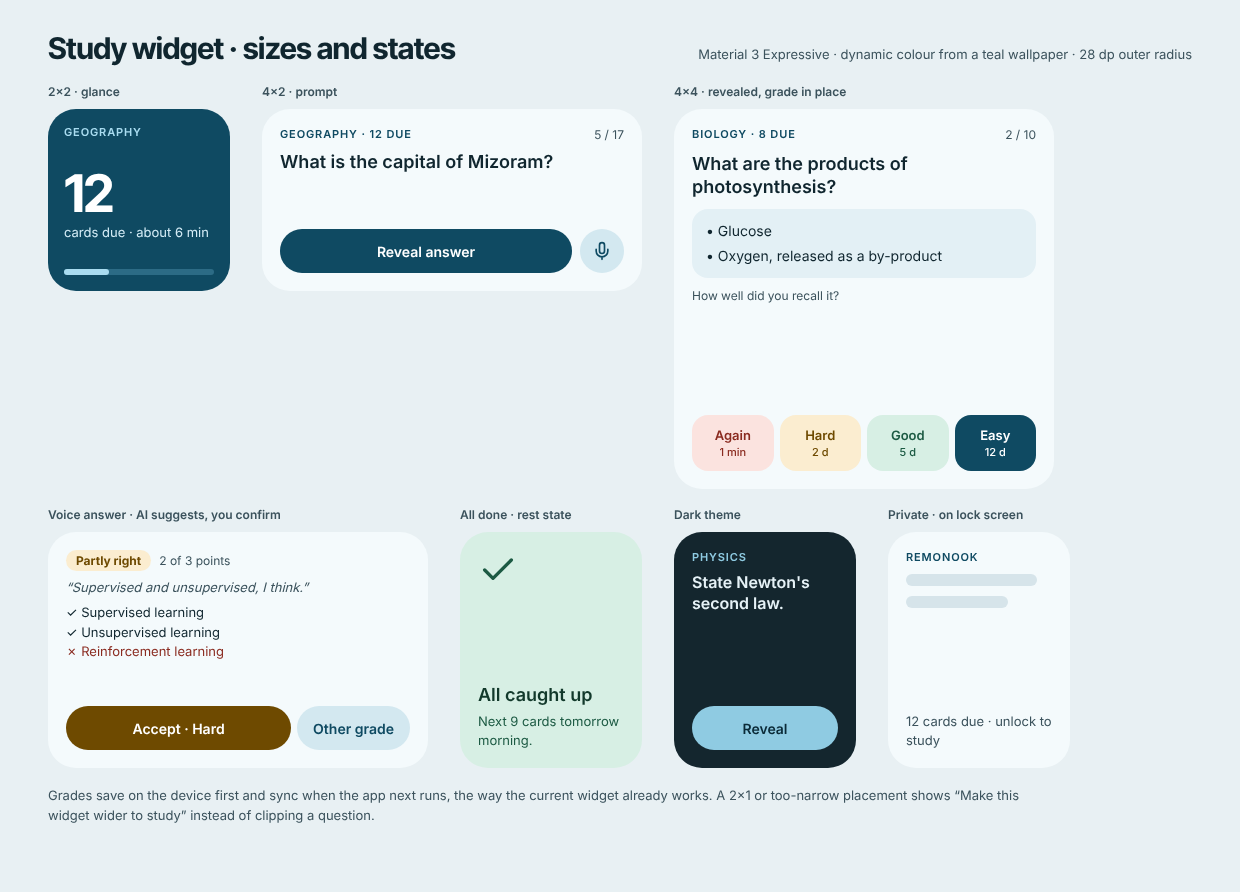 Study widget · sizes and states
Material 3 Expressive · dynamic colour from a teal wallpaper · 28 dp outer radius
2×2 · glance
GEOGRAPHY
12
cards due · about 6 min
4×2 · prompt
GEOGRAPHY · 12 DUE
5 / 17
What is the capital of Mizoram?
Reveal answer
4×4 · revealed, grade in place
BIOLOGY · 8 DUE
2 / 10
What are the products of
photosynthesis?
• Glucose
• Oxygen, released as a by-product
How well did you recall it?
Again
1 min
Hard
2 d
Good
5 d
Easy
12 d
Voice answer · AI suggests, you confirm
Partly right
2 of 3 points
“Supervised and unsupervised, I think.”
✓ Supervised learning
✓ Unsupervised learning
✕ Reinforcement learning
Accept · Hard
Other grade
All done · rest state
All caught up
Next 9 cards tomorrow
morning.
Dark theme
PHYSICS
State Newton's
second law.
Reveal
Private · on lock screen
REMONOOK
12 cards due · unlock to
study
Grades save on the device first and sync when the app next runs, the way the current widget already works. A 2×1 or too-narrow placement shows “Make this
widget wider to study” instead of clipping a question.